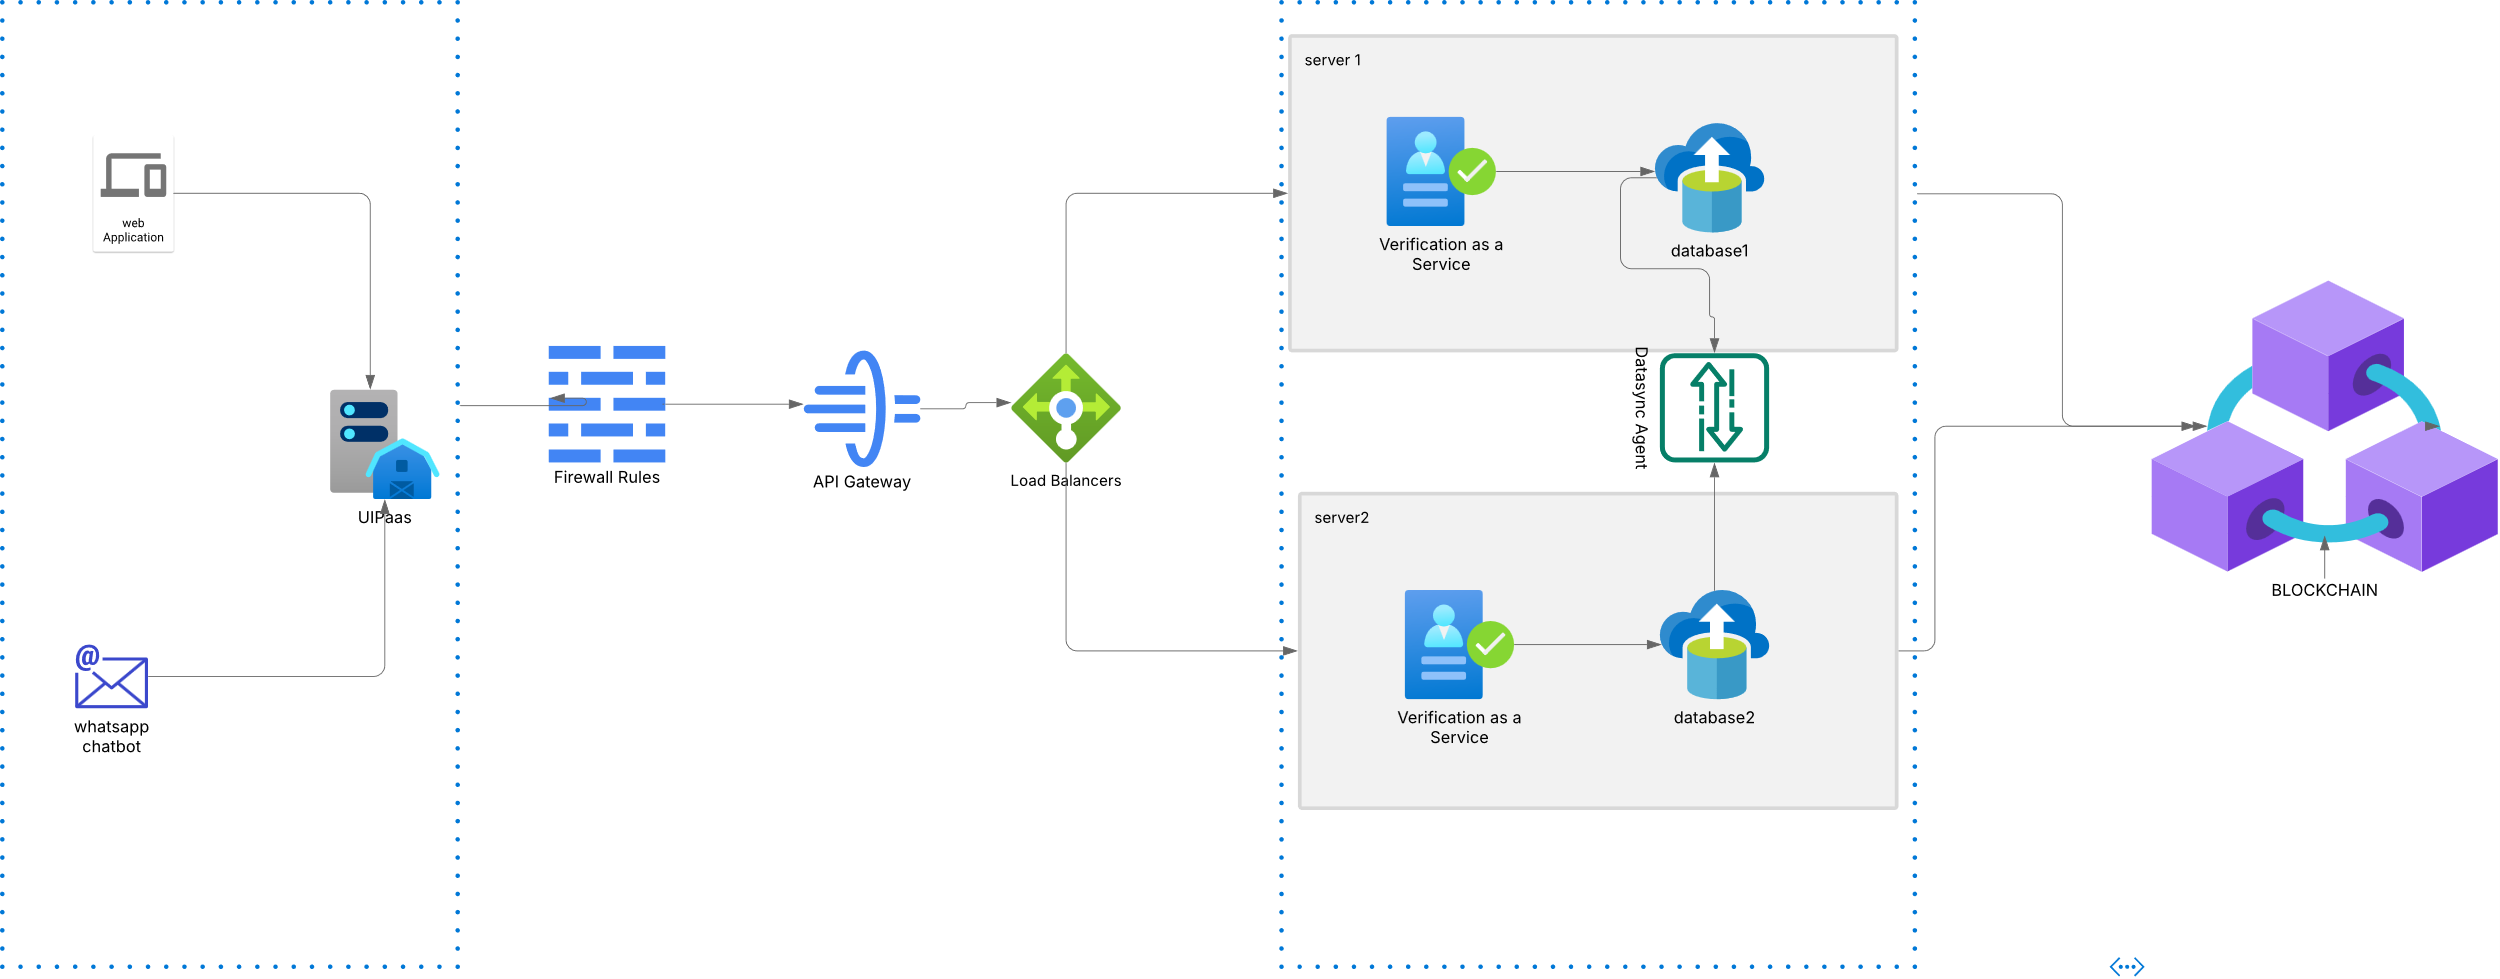 web
Application
UIPaas
whatsapp
chatbot
Firewall Rules
API Gateway
Load Balancers
server 1
Verification as a
Service
database1
Datasync Agent
server2
Verification as a
Service
database2
BLOCKCHAIN